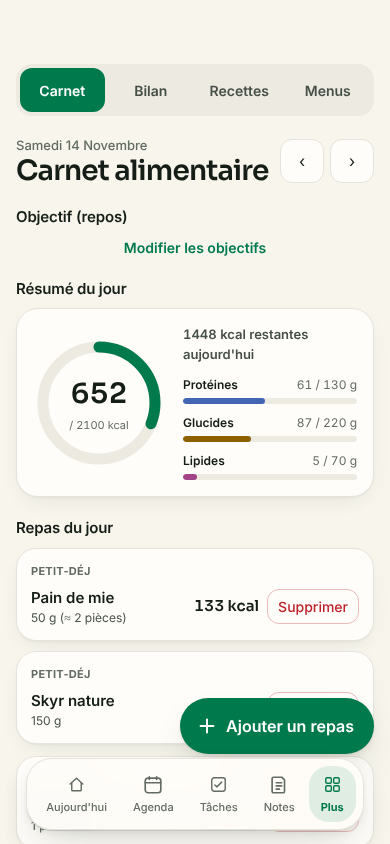 Carnet
Bilan
Recettes
Menus
Samedi 14 Novembre
Carnet alimentaire
‹
›
Objectif (repos)
Modifier les objectifs
Résumé du jour
652
/ 2100 kcal
1448 kcal restantes
aujourd'hui
Protéines 61 / 130 g
Glucides 87 / 220 g
Lipides 5 / 70 g
Repas du jour
PETIT-DÉJ
Pain de mie
50 g (≈ 2 pièces)
133 kcal
Supprimer
PETIT-DÉJ
Skyr nature
150 g
Ajouter un repas
Aujourd'hui
Agenda
Tâches
Notes
Plus